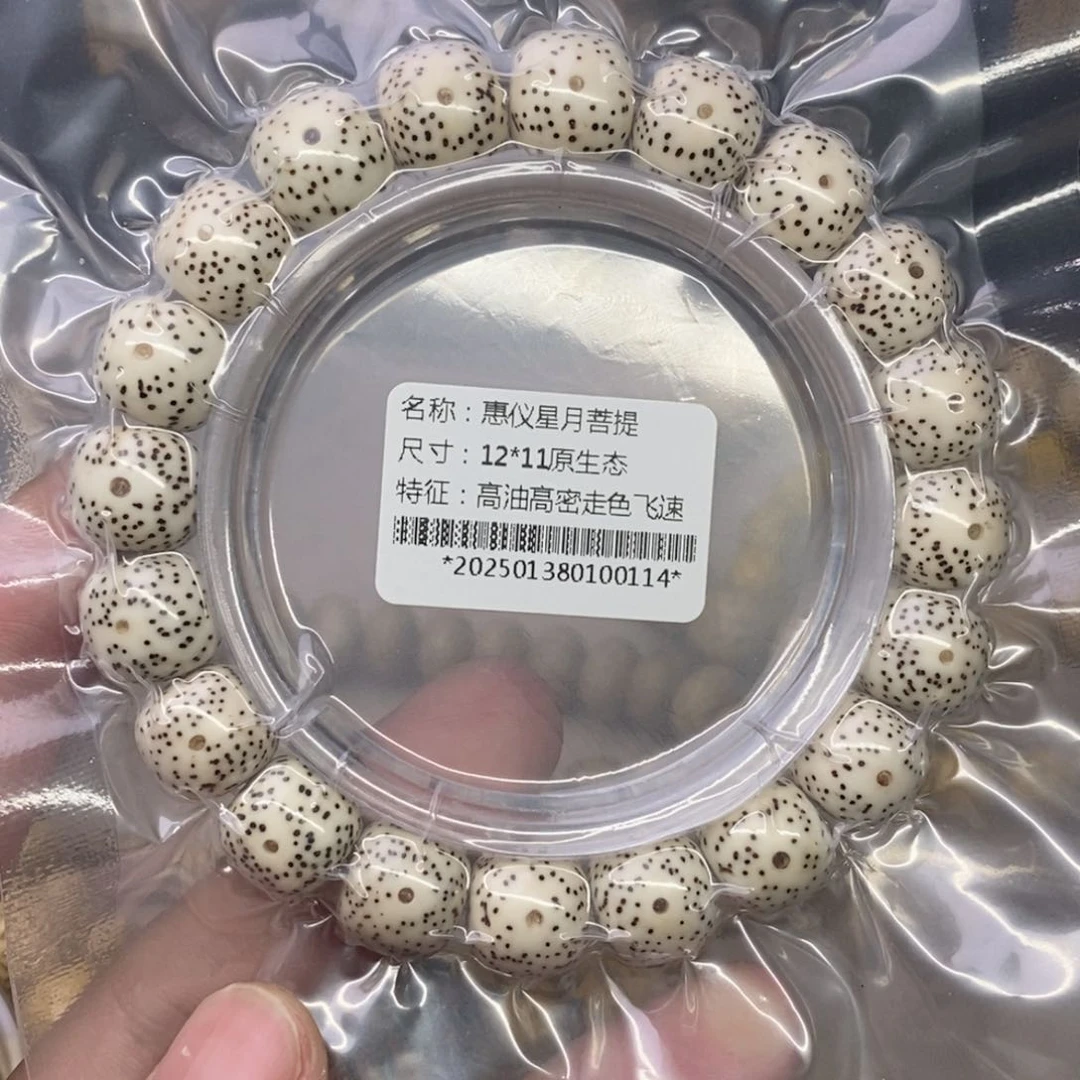 名称：惠仪星月菩提
尺寸：12*11原生态
特征：高油高密走色飞速
*202501380100114*